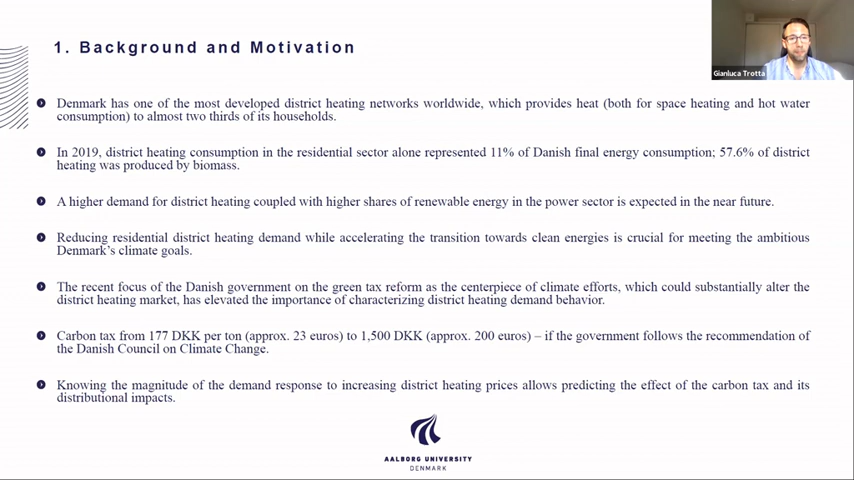 1. Background and Motivation
Gianluca Trotta
Denmark has one of the most developed district heating networks worldwide, which provides heat (both for space heating and hot water
consumption) to almost two thirds of its households.
In 2019, district heating consumption in the residential sector alone represented 11% of Danish final energy consumption; 57.6% of district
heating was produced by biomass.
A higher demand for district heating coupled with higher shares of renewable energy in the power sector is expected in the near future.
Reducing residential district heating demand while accelerating the transition towards clean energies is crucial for meeting the ambitious
Denmark's climate goals.
The recent focus of the Danish government on the green tax reform as the centerpiece of climate efforts, which could substantially alter the
district heating market, has elevated the importance of characterizing district heating demand behavior.
Carbon tax from 177 DKK per ton (approx. 23 euros) to 1,500 DKK (approx. 200 euros) – if the government follows the recommendation of
the Danish Council on Climate Change.
Knowing the magnitude of the demand response to increasing district heating prices allows predicting the effect of the carbon tax and its
distributional impacts.
AALBORG UNIVERSITY
DENMARK